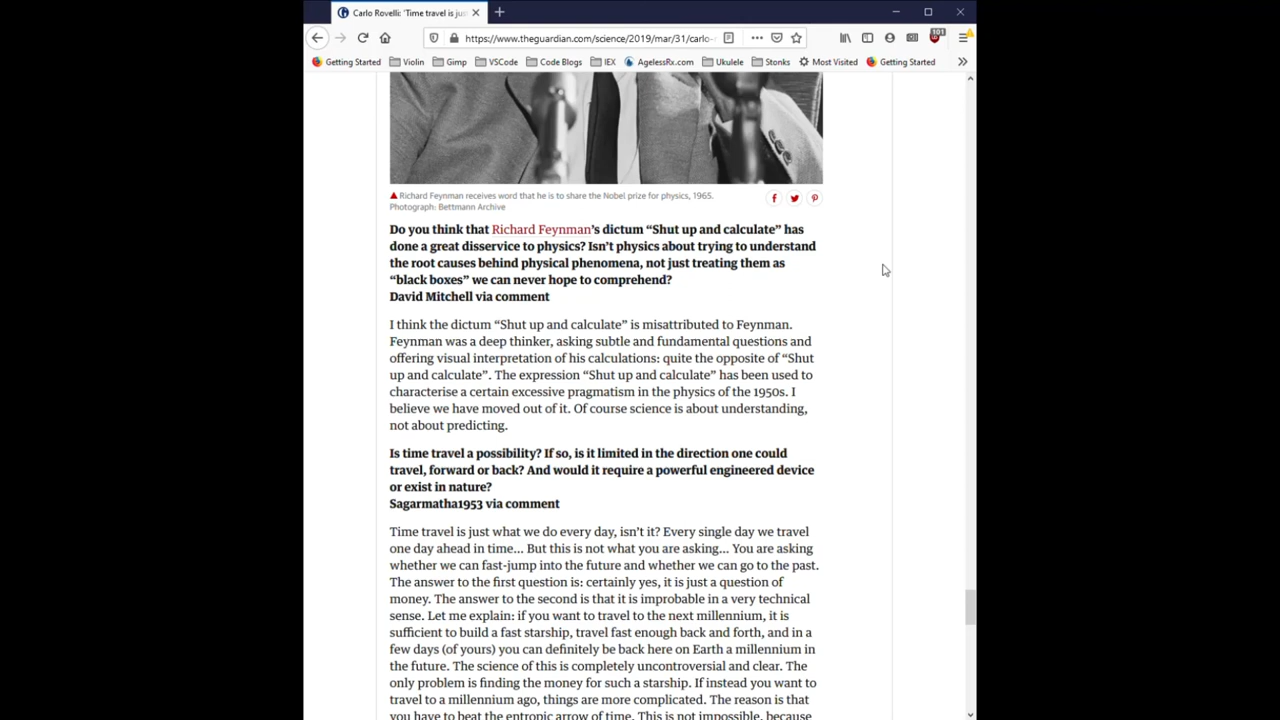 Carlo Rovelli: 'Time travel is jus
https://www.theguardian.com/science/2019/mar/31/carlo-
101
Getting Started Violin Gimp VSCode Code Blogs IEX AgelessRx.com Ukulele Stonks Most Visited Getting Started
Richard Feynman receives word that he is to share the Nobel prize for physics, 1965.
Photograph: Bettmann Archive
Do you think that Richard Feynman's dictum “Shut up and calculate” has
done a great disservice to physics? Isn't physics about trying to understand
the root causes behind physical phenomena, not just treating them as
“black boxes” we can never hope to comprehend?
David Mitchell via comment
I think the dictum “Shut up and calculate” is misattributed to Feynman.
Feynman was a deep thinker, asking subtle and fundamental questions and
offering visual interpretation of his calculations: quite the opposite of “Shut
up and calculate”. The expression “Shut up and calculate” has been used to
characterise a certain excessive pragmatism in the physics of the 1950s. I
believe we have moved out of it. Of course science is about understanding,
not about predicting.
Is time travel a possibility? If so, is it limited in the direction one could
travel, forward or back? And would it require a powerful engineered device
or exist in nature?
Sagarmatha1953 via comment
Time travel is just what we do every day, isn't it? Every single day we travel
one day ahead in time… But this is not what you are asking… You are asking
whether we can fast-jump into the future and whether we can go to the past.
The answer to the first question is: certainly yes, it is just a question of
money. The answer to the second is that it is improbable in a very technical
sense. Let me explain: if you want to travel to the next millennium, it is
sufficient to build a fast starship, travel fast enough back and forth, and in a
few days (of yours) you can definitely be back here on Earth a millennium in
the future. The science of this is completely uncontroversial and clear. The
only problem is finding the money for such a starship. If instead you want to
travel to a millennium ago, things are more complicated. The reason is that
you have to beat the entropic arrow of time. This is not impossible, because